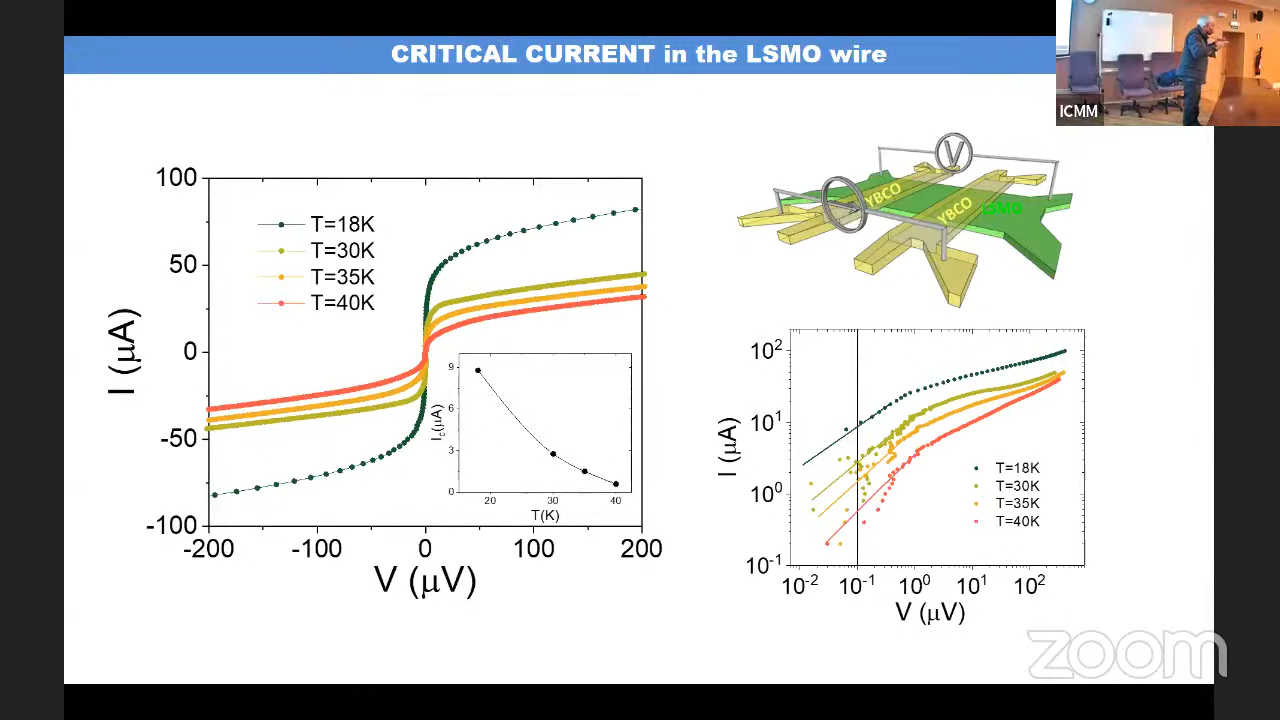 CRITICAL CURRENT in the LSMO wire
ICMM
100
50
0
-50
-100
I (μA)
T=18K
T=30K
T=35K
T=40K
-200
-100
0
100
200
V (μV)
9
6
3
0
I_c(μA)
20
30
40
T(K)
V
YBCO
YBCO
LSMO
10²
10¹
10⁰
10⁻¹
I (μA)
T=18K
T=30K
T=35K
T=40K
10⁻²
10⁻¹
10⁰
10¹
10²
V (μV)
zoom